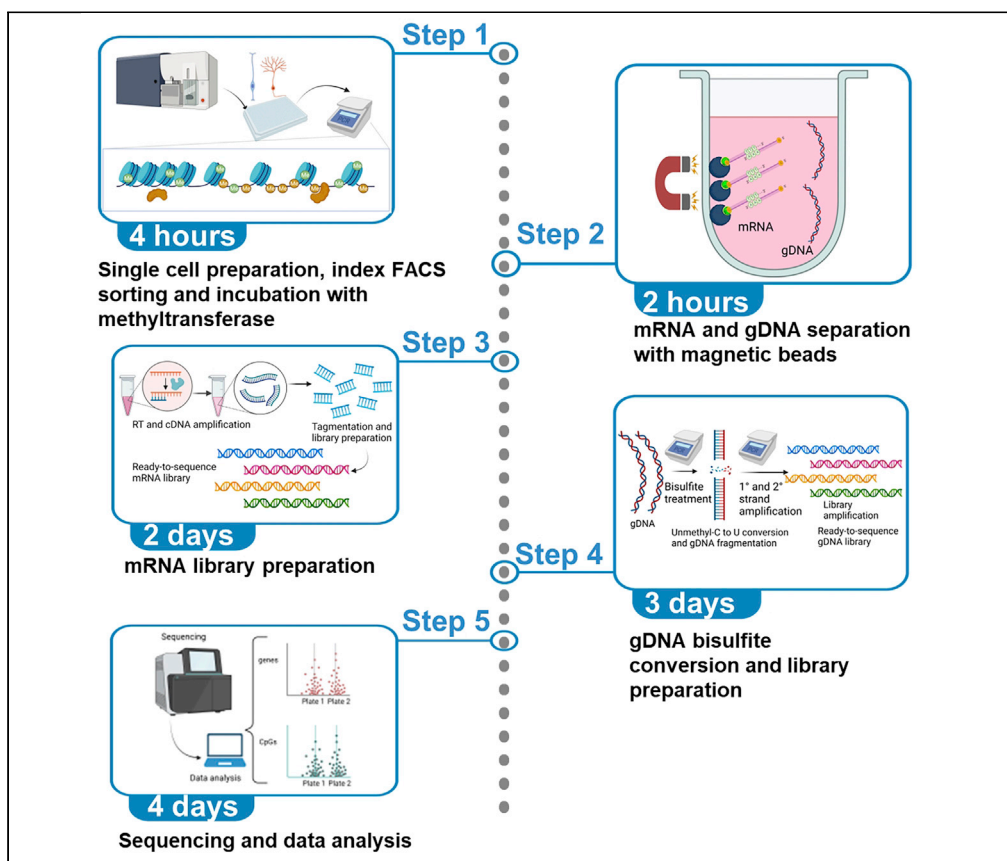 Step 1
PCR
Me
4 hours
Single cell preparation, index FACS
sorting and incubation with
methyltransferase
Step 2
mRNA
gDNA
2 hours
mRNA and gDNA separation
with magnetic beads
Step 3
RT and cDNA amplification
Tagmentation and
library preparation
Ready-to-sequence
mRNA library
2 days
mRNA library preparation
Step 4
gDNA
Bisulfite
treatment
1° and 2°
strand
amplification
Unmethyl-C to U conversion
and gDNA fragmentation
Library
amplification
Ready-to-sequence
gDNA library
3 days
gDNA bisulfite
conversion and library
preparation
Step 5
Sequencing
genes
Plate 1 Plate 2
CpGs
Data analysis
Plate 1 Plate 2
4 days
Sequencing and data analysis